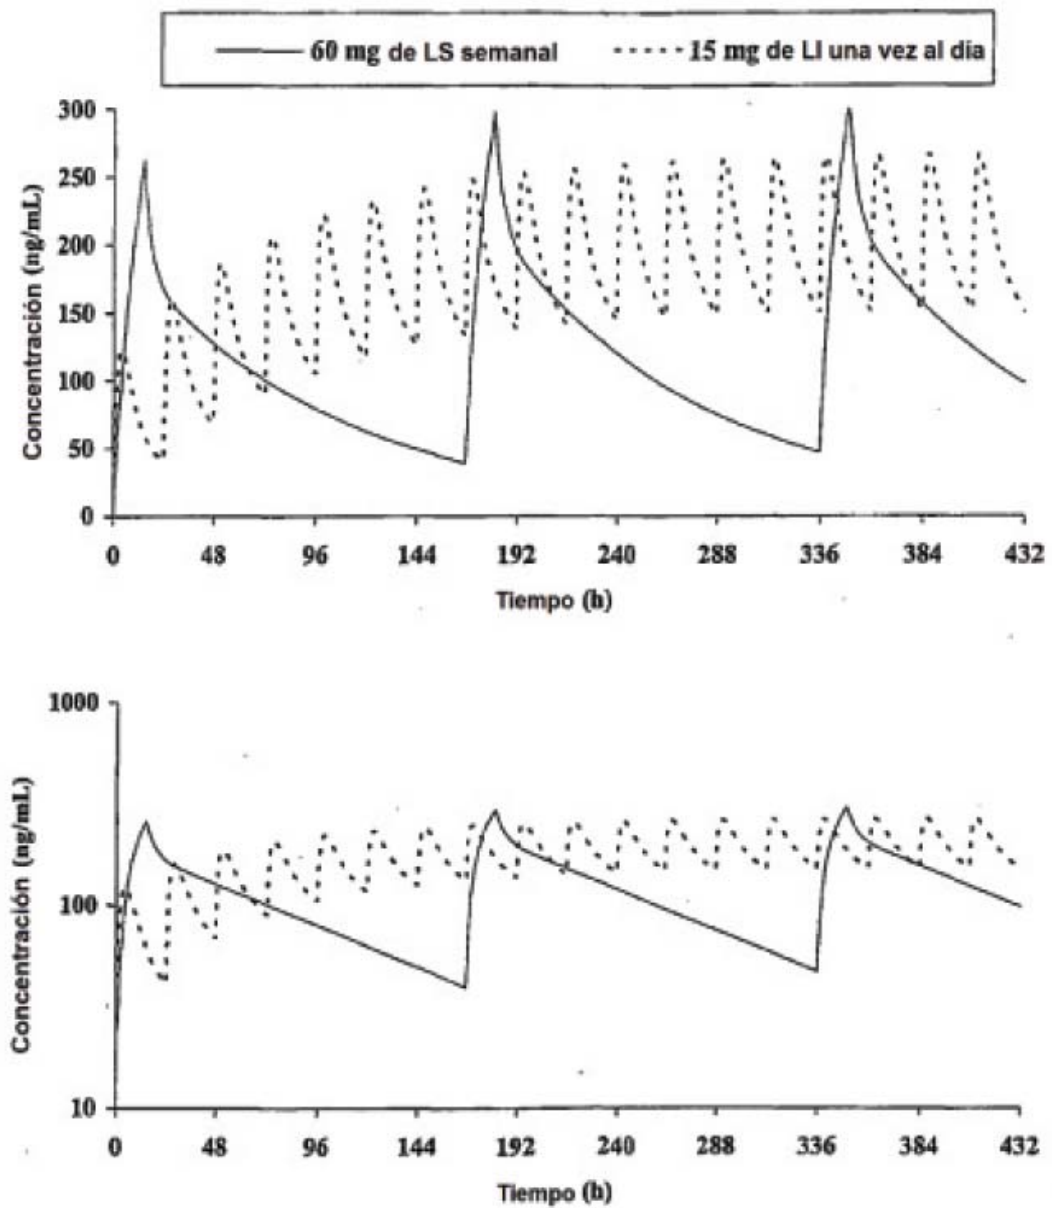 60 mg de LS semanal 15 mg de LI una vez al día
300
250
200
150
100
50
0
Concentración (ng/mL)
0 48 96 144 192 240 288 336 384 432
Tiempo (h)
1000
100
10
Concentración (ng/mL)
0 48 96 144 192 240 288 336 384 432
Tiempo (h)